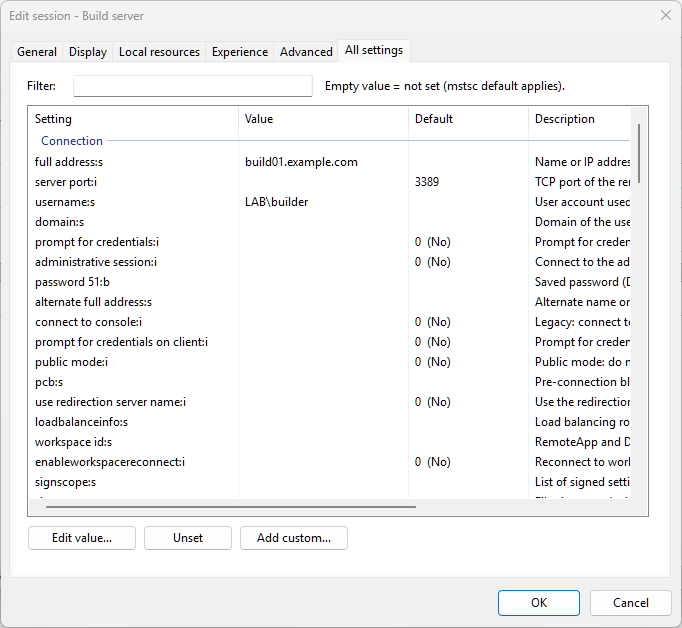 Edit session - Build server
General Display Local resources Experience Advanced All settings
Filter: Empty value = not set (mstsc default applies).
Setting Value Default Description
Connection
full address:s build01.example.com Name or IP addres
server port:i 3389 TCP port of the re
username:s LAB\builder User account used
domain:s Domain of the use
prompt for credentials:i 0 (No) Prompt for creden
administrative session:i 0 (No) Connect to the ad
password 51:b Saved password (D
alternate full address:s Alternate name or
connect to console:i 0 (No) Legacy: connect t
prompt for credentials on client:i 0 (No) Prompt for creden
public mode:i 0 (No) Public mode: do n
pcb:s Pre-connection bl
use redirection server name:i 0 (No) Use the redirection
loadbalanceinfo:s Load balancing ro
workspace id:s RemoteApp and D
enableworkspacereconnect:i 0 (No) Reconnect to worl
signscope:s List of signed setti
Edit value... Unset Add custom...
OK Cancel